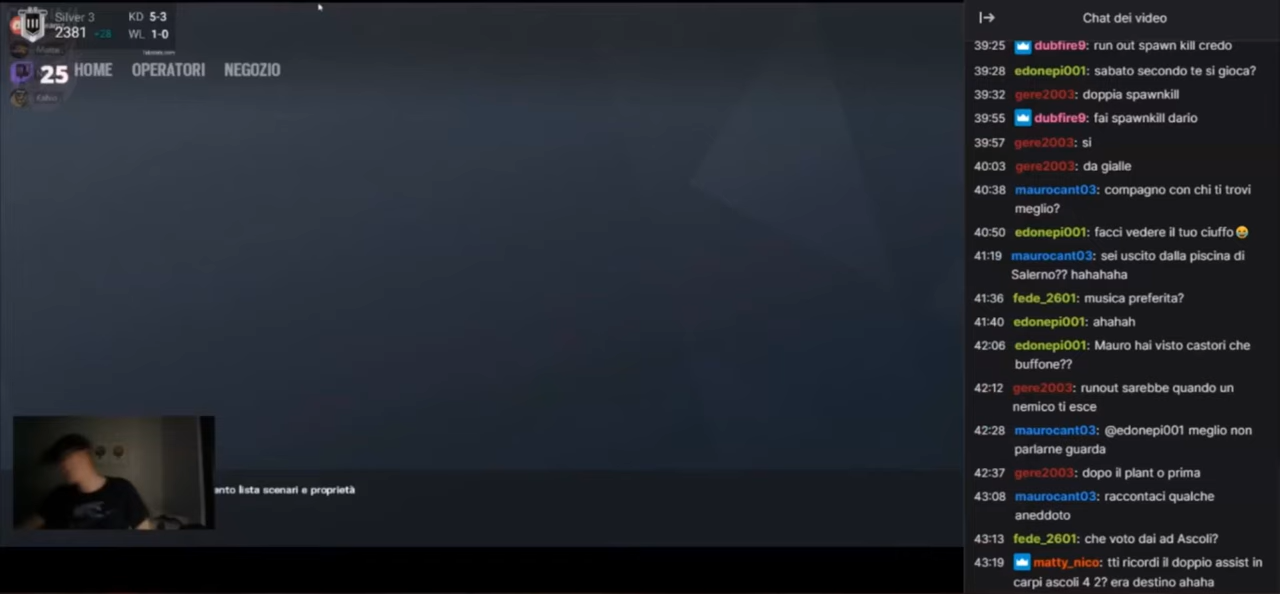 Silver 3
KD 5-3
2381 +28
WL 1-0
25
HOME OPERATORI NEGOZIO
Fabio
ento lista scenari e proprietà
Chat dei video
39:25 dubfire9: run out spawn kill credo
39:28 edonepi001: sabato secondo te si gioca?
39:32 gere2003: doppia spawnkill
39:55 dubfire9: fai spawnkill dario
39:57 gere2003: si
40:03 gere2003: da gialle
40:38 maurocant03: compagno con chi ti trovi
meglio?
40:50 edonepi001: facci vedere il tuo ciuffo😂
41:19 maurocant03: sei uscito dalla piscina di
Salerno?? hahahaha
41:36 fede_2601: musica preferita?
41:40 edonepi001: ahahah
42:06 edonepi001: Mauro hai visto castori che
buffone??
42:12 gere2003: runout sarebbe quando un
nemico ti esce
42:28 maurocant03: @edonepi001 meglio non
parlarne guarda
42:37 gere2003: dopo il plant o prima
43:08 maurocant03: raccontaci qualche
aneddoto
43:13 fede_2601: che voto dai ad Ascoli?
43:19 matty_nico: tti ricordi il doppio assist in
carpi ascoli 4 2? era destino ahaha